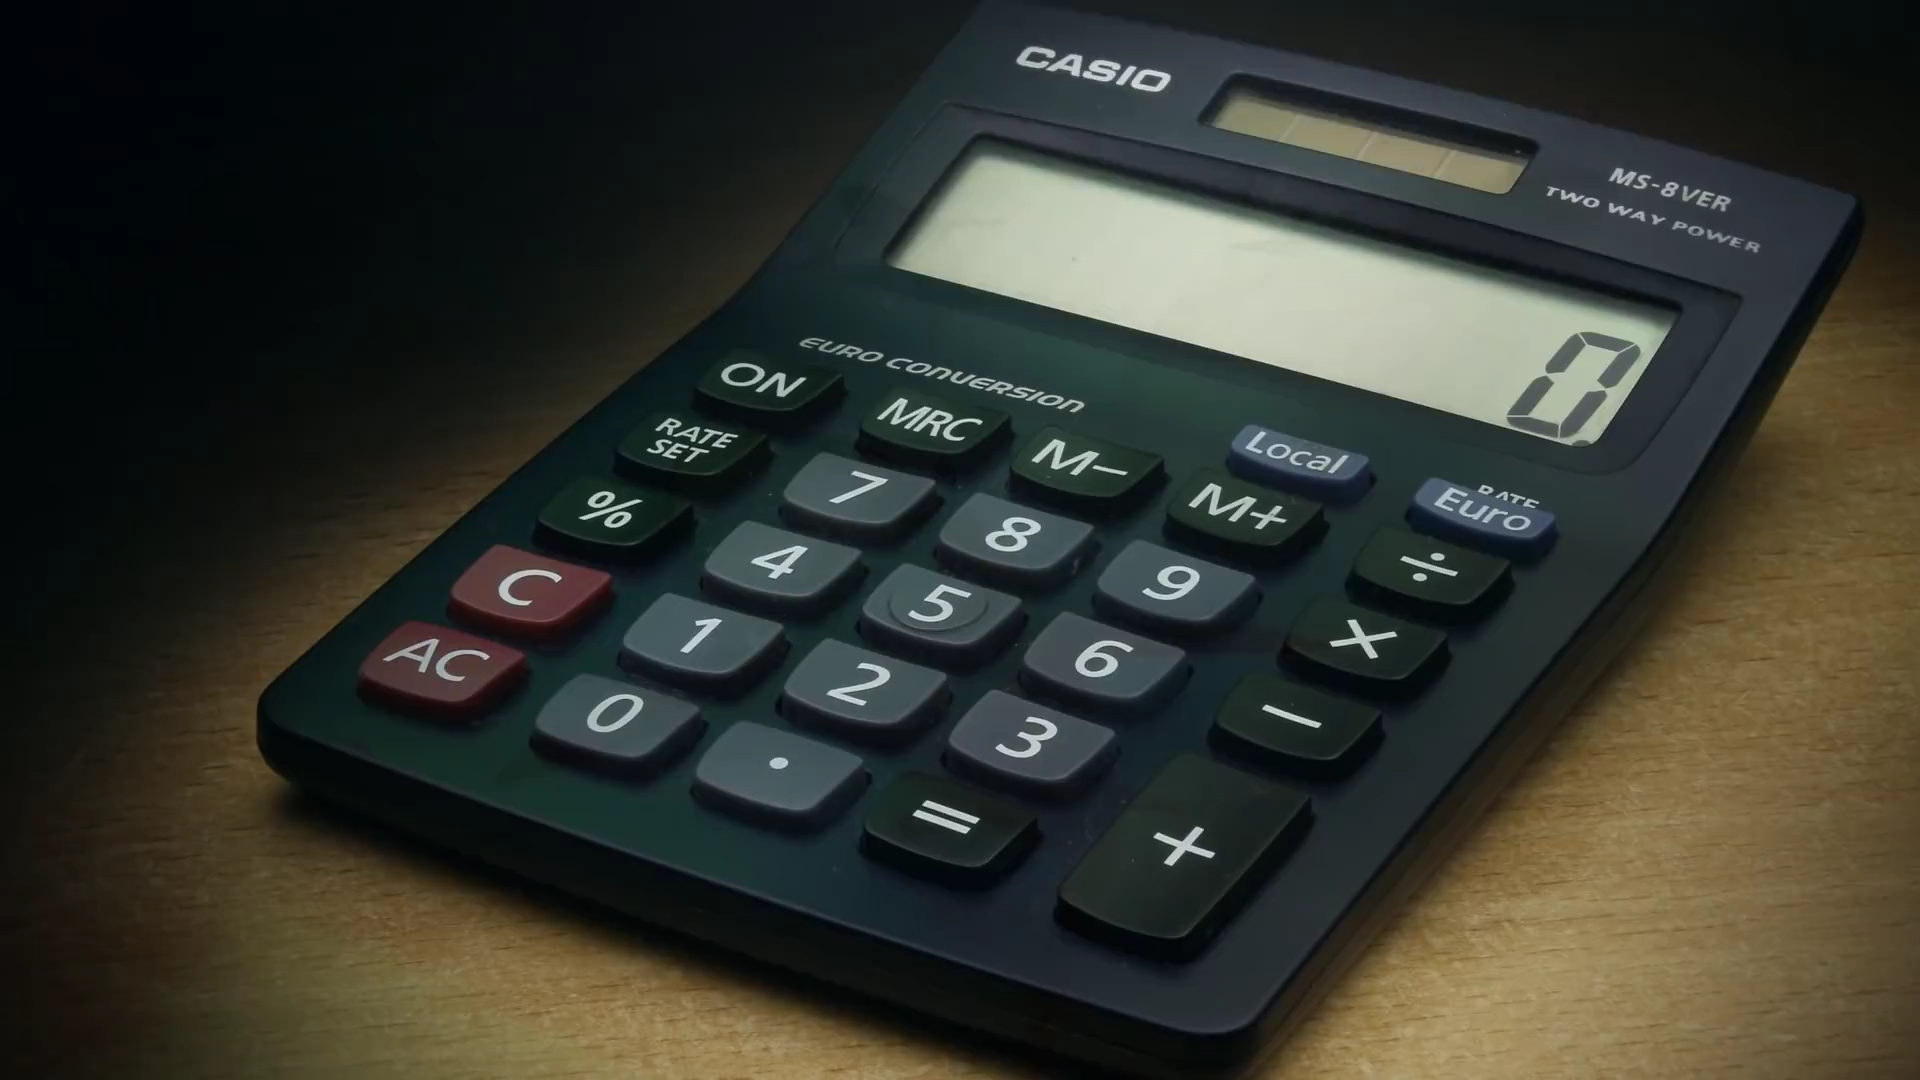 CASIO
MS-8VER
TWO WAY POWER
0.
EURO CONVERSION
RATE
ON MRC M− Local Euro
RATE SET
% 7 8 M+ ÷
C 4 5 9 ×
AC 1 2 6 −
0 . = 3 +